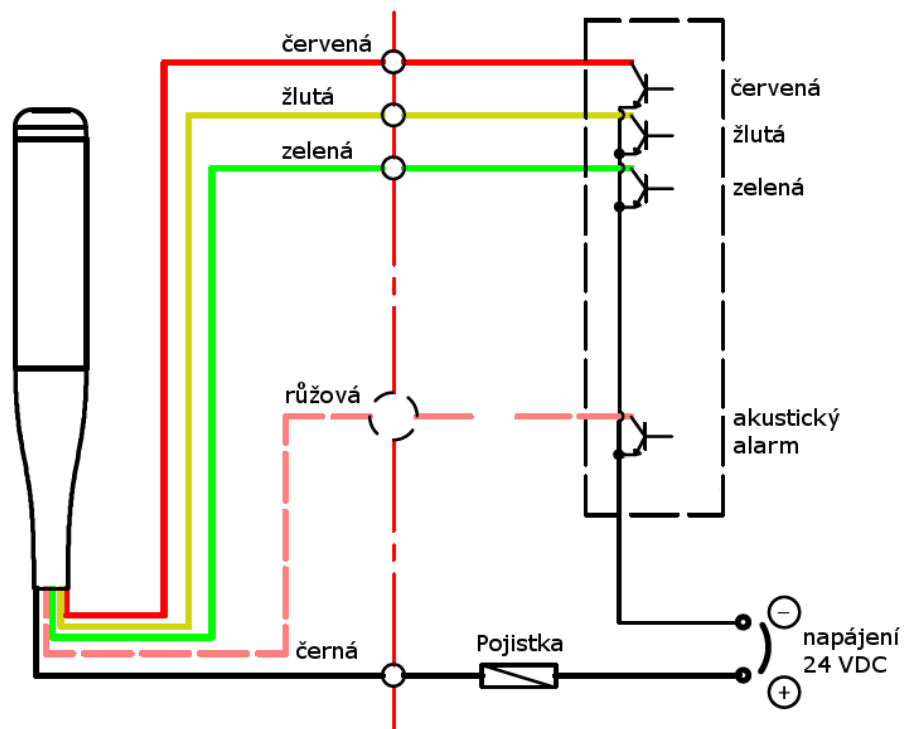 červená
žlutá
zelená
růžová
černá
Pojistka
červená
žlutá
zelená
akustický
alarm
−
napájení
24 VDC
+